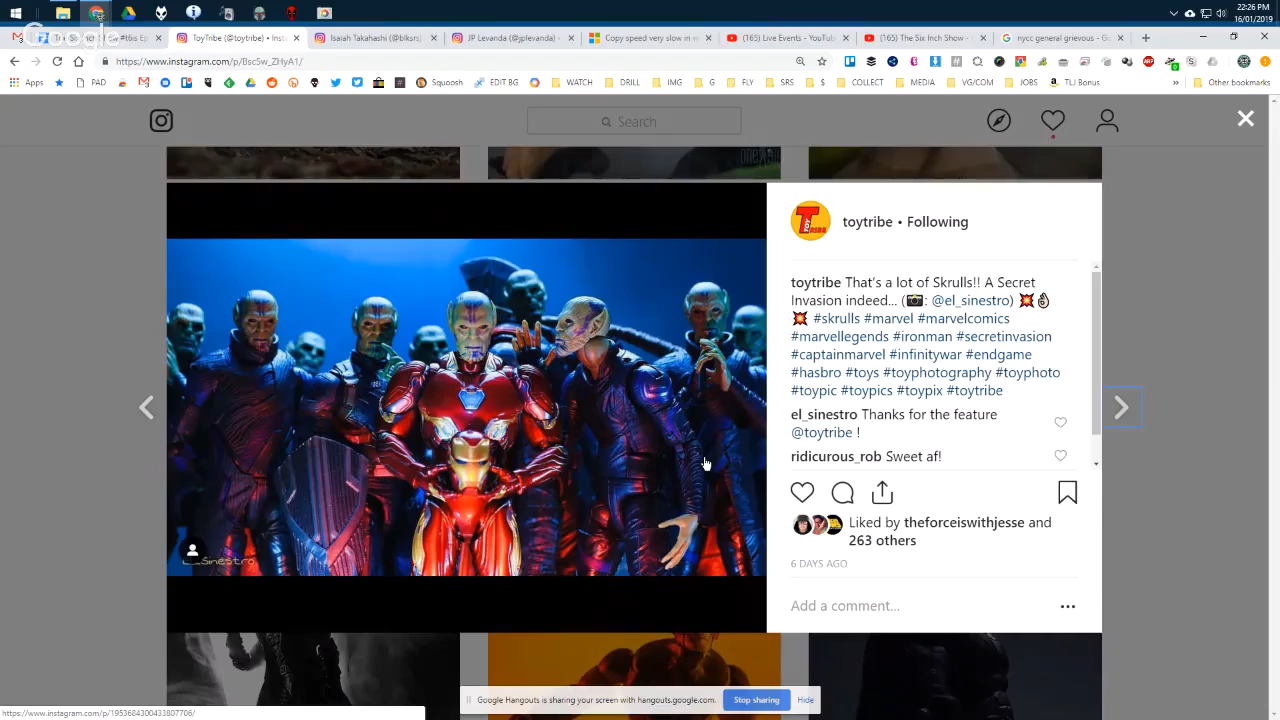 22:26 PM
16/01/2019
Google
ToyTribe (@toytribe) • Inst
Isaiah Takahashi (@blksrs)
JP Levanda (@jplevanda) •
Copy speed very slow in w
(165) Live Events - YouTub
(165) The Six Inch Show -
nycc general grievous - Go
https://www.instagram.com/p/Bsc5w_ZHyA1/
Apps PAD Squoosh EDIT BG WATCH DRILL IMG G FLY SRS $ COLLECT MEDIA VG/COM JOBS TLJ Bonus » Other bookmarks
Search
toytribe • Following
toytribe That's a lot of Skrulls!! A Secret
Invasion indeed... (📷: @el_sinestro) 💥👌
💥 #skrulls #marvel #marvelcomics
#marvellegends #ironman #secretinvasion
#captainmarvel #infinitywar #endgame
#hasbro #toys #toyphotography #toyphoto
#toypic #toypics #toypix #toytribe
el_sinestro Thanks for the feature
@toytribe !
ridicurous_rob Sweet af!
Liked by theforceiswithjesse and
263 others
6 DAYS AGO
Add a comment...
Sinestro
Google Hangouts is sharing your screen with hangouts.google.com. Stop sharing Hide
https://www.instagram.com/p/1953684300433807706/